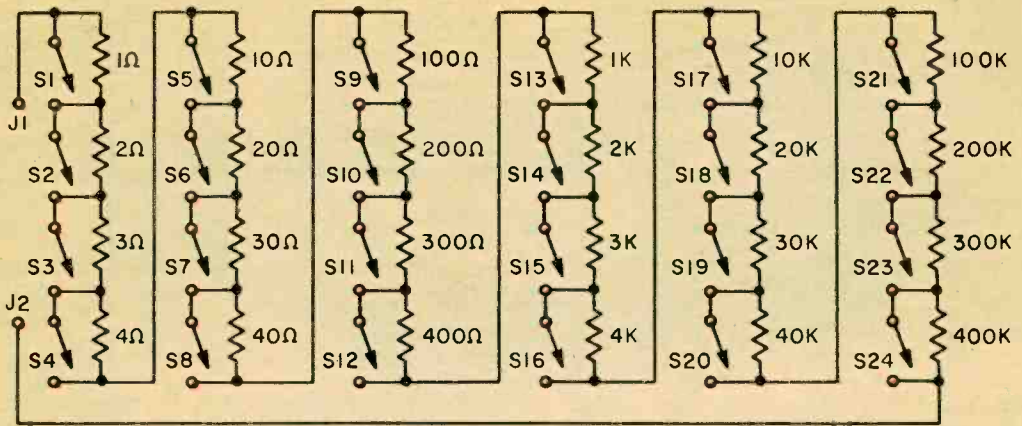 S1 1Ω S5 10Ω S9 100Ω S13 1K S17 10K S21 100K
J1
S2 2Ω S6 20Ω S10 200Ω S14 2K S18 20K S22 200K
S3 3Ω S7 30Ω S11 300Ω S15 3K S19 30K S23 300K
J2
S4 4Ω S8 40Ω S12 400Ω S16 4K S20 40K S24 400K